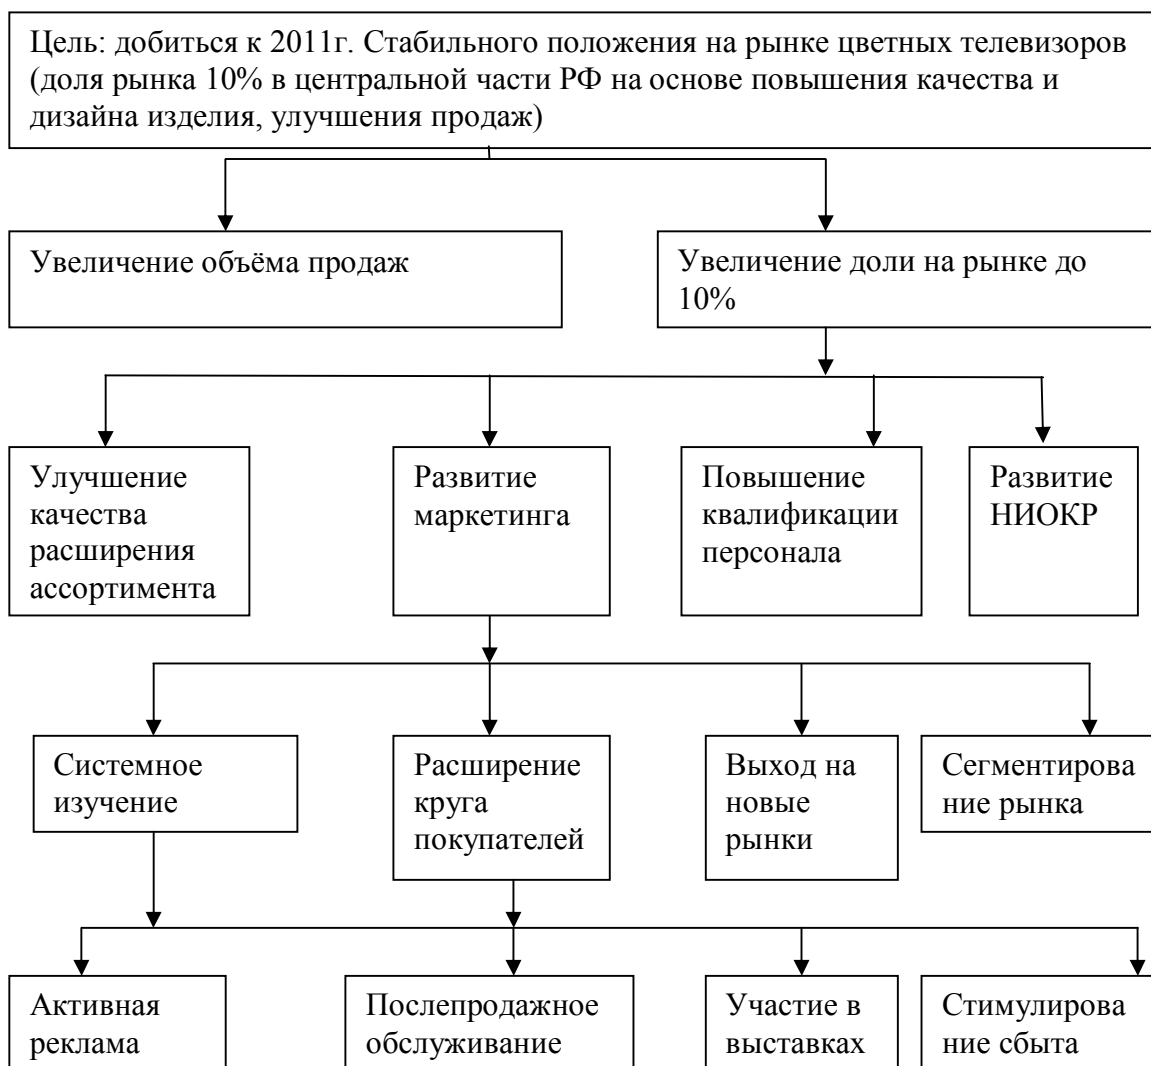 Цель: добиться к 2011г. Стабильного положения на рынке цветных телевизоров
(доля рынка 10% в центральной части РФ на основе повышения качества и
дизайна изделия, улучшения продаж)
Увеличение объёма продаж
Увеличение доли на рынке до
10%
Улучшение
качества
расширения
ассортимента
Развитие
маркетинга
Повышение
квалификации
персонала
Развитие
НИОКР
Системное
изучение
Расширение
круга
покупателей
Выход на
новые
рынки
Сегментирова
ние рынка
Активная
реклама
Послепродажное
обслуживание
Участие в
выставках
Стимулирова
ние сбыта